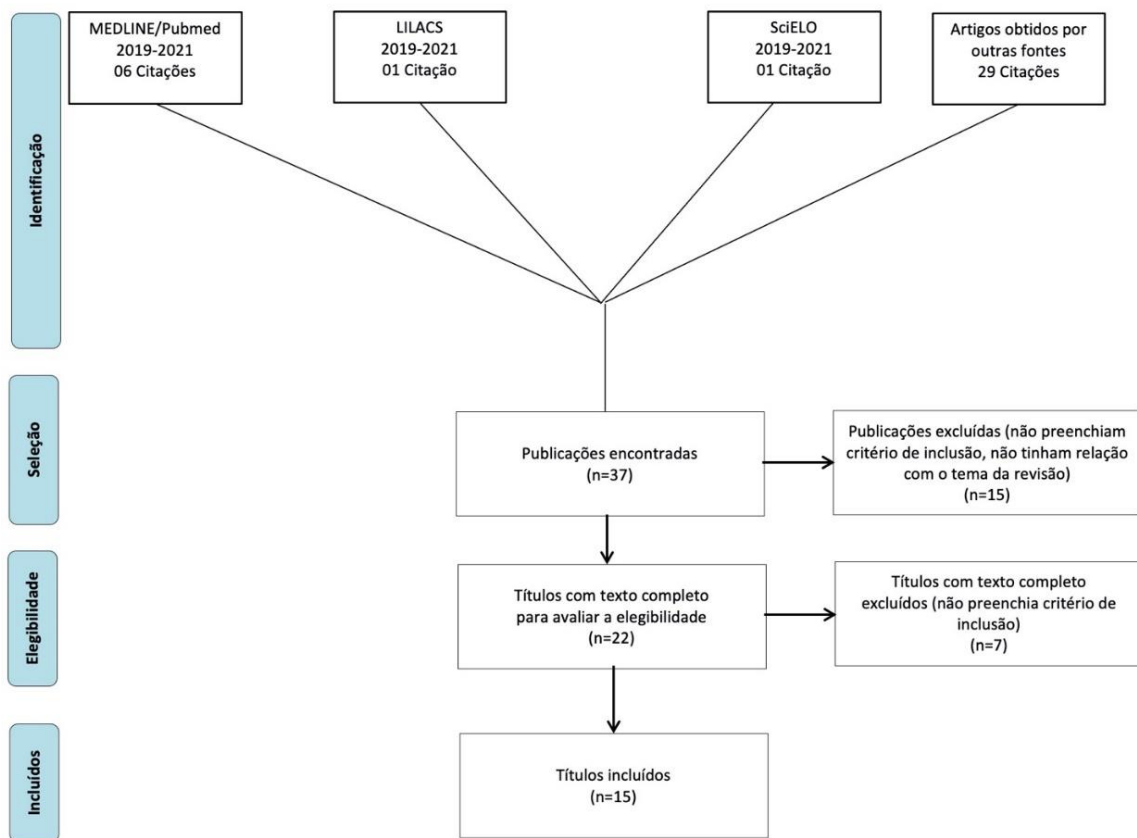 Identificação
MEDLINE/Pubmed
2019-2021
06 Citações
LILACS
2019-2021
01 Citação
SciELO
2019-2021
01 Citação
Artigos obtidos por
outras fontes
29 Citações
Seleção
Publicações encontradas
(n=37)
Publicações excluídas (não preenchiam
critério de inclusão, não tinham relação
com o tema da revisão)
(n=15)
Elegibilidade
Títulos com texto completo
para avaliar a elegibilidade
(n=22)
Títulos com texto completo
excluídos (não preenchia critério de
inclusão)
(n=7)
Incluídos
Títulos incluídos
(n=15)